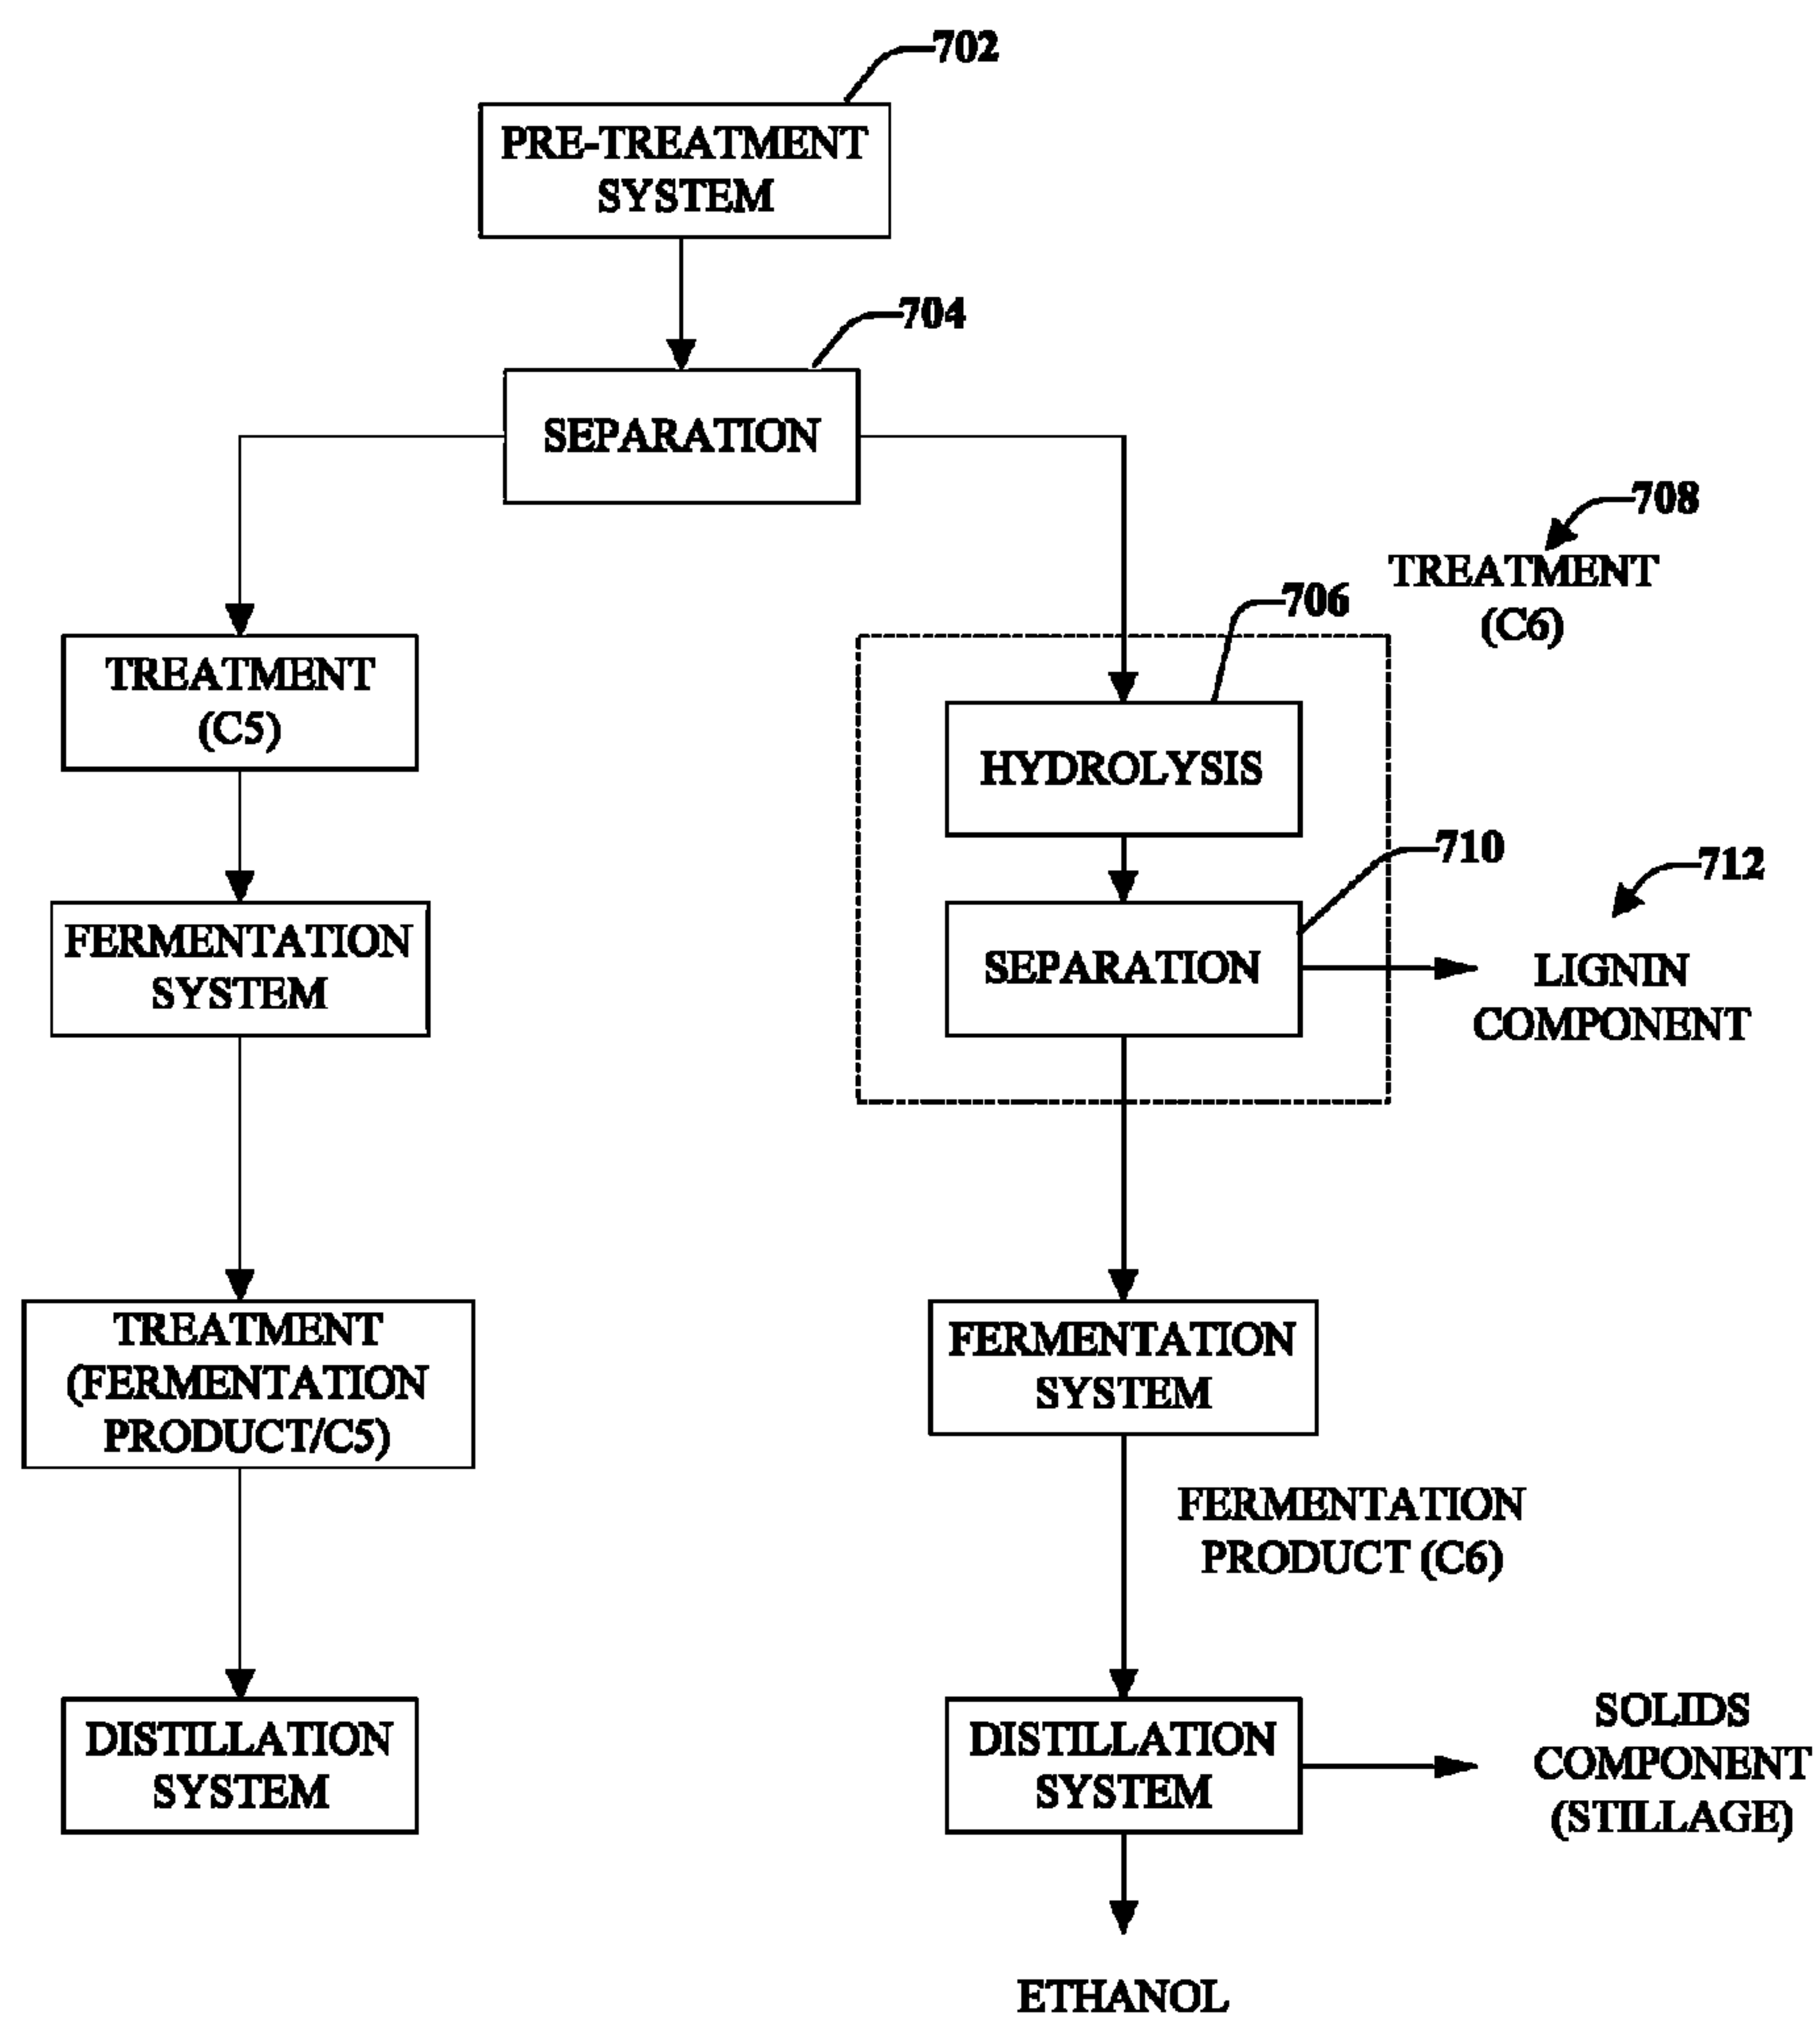 702
PRE-TREATMENT
SYSTEM
704
SEPARATION
708
TREATMENT
(C6)
706
TREATMENT
(C5)
HYDROLYSIS
710
712
FERMENTATION
SYSTEM
SEPARATION
LIGNIN
COMPONENT
TREATMENT
(FERMENTATION
PRODUCT/C5)
FERMENTATION
SYSTEM
FERMENTATION
PRODUCT (C6)
DISTILLATION
SYSTEM
DISTILLATION
SYSTEM
SOLIDS
COMPONENT
(STILLAGE)
ETHANOL